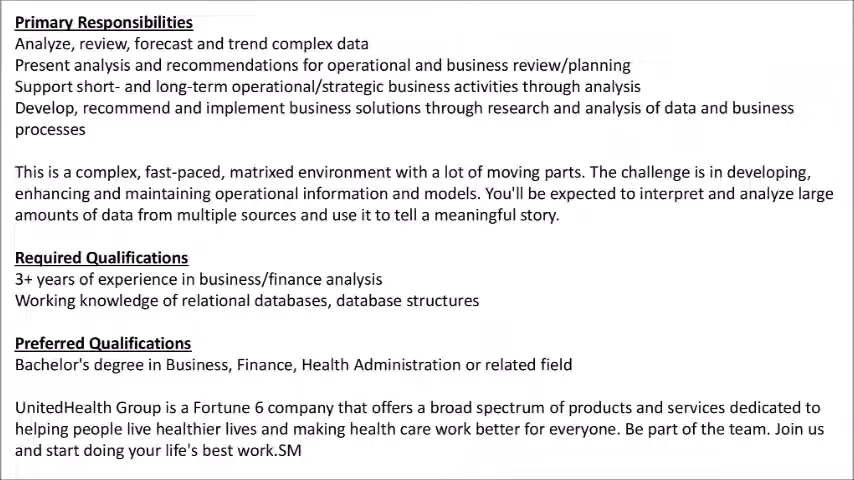 Primary Responsibilities
Analyze, review, forecast and trend complex data
Present analysis and recommendations for operational and business review/planning
Support short- and long-term operational/strategic business activities through analysis
Develop, recommend and implement business solutions through research and analysis of data and business
processes
This is a complex, fast-paced, matrixed environment with a lot of moving parts. The challenge is in developing,
enhancing and maintaining operational information and models. You'll be expected to interpret and analyze large
amounts of data from multiple sources and use it to tell a meaningful story.
Required Qualifications
3+ years of experience in business/finance analysis
Working knowledge of relational databases, database structures
Preferred Qualifications
Bachelor's degree in Business, Finance, Health Administration or related field
UnitedHealth Group is a Fortune 6 company that offers a broad spectrum of products and services dedicated to
helping people live healthier lives and making health care work better for everyone. Be part of the team. Join us
and start doing your life's best work.SM